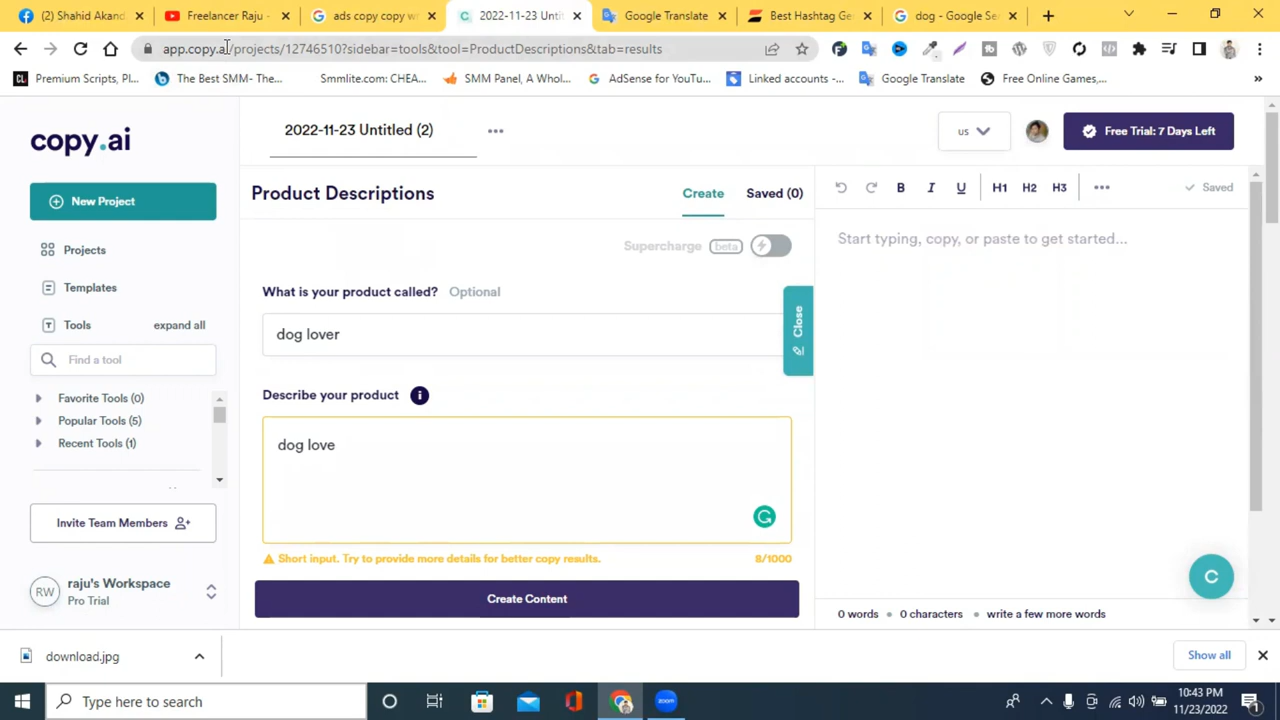 (2) Shahid Akand
Freelancer Raju -
ads copy copy w
2022-11-23 Unti
Google Translate
Best Hashtag Ge
dog - Google Se
app.copy.ai/projects/12746510?sidebar=tools&tool=ProductDescriptions&tab=results
Premium Scripts, Pl...
The Best SMM- The...
Smmlite.com: CHEA...
SMM Panel, A Whol...
AdSense for YouTu...
Linked accounts -...
Google Translate
Free Online Games,...
copy.ai
2022-11-23 Untitled (2)
us
Free Trial: 7 Days Left
New Project
Product Descriptions
Create
Saved (0)
B I U H1 H2 H3
Saved
Supercharge beta
Start typing, copy, or paste to get started...
Projects
Templates
What is your product called? Optional
Tools
expand all
dog lover
Close
Find a tool
Favorite Tools (0)
Popular Tools (5)
Recent Tools (1)
Describe your product
dog love
Invite Team Members
Short input. Try to provide more details for better copy results.
8/1000
RW
raju's Workspace
Pro Trial
Create Content
0 words
0 characters
write a few more words
download.jpg
Show all
Type here to search
zoom
10:43 PM
11/23/2022
1